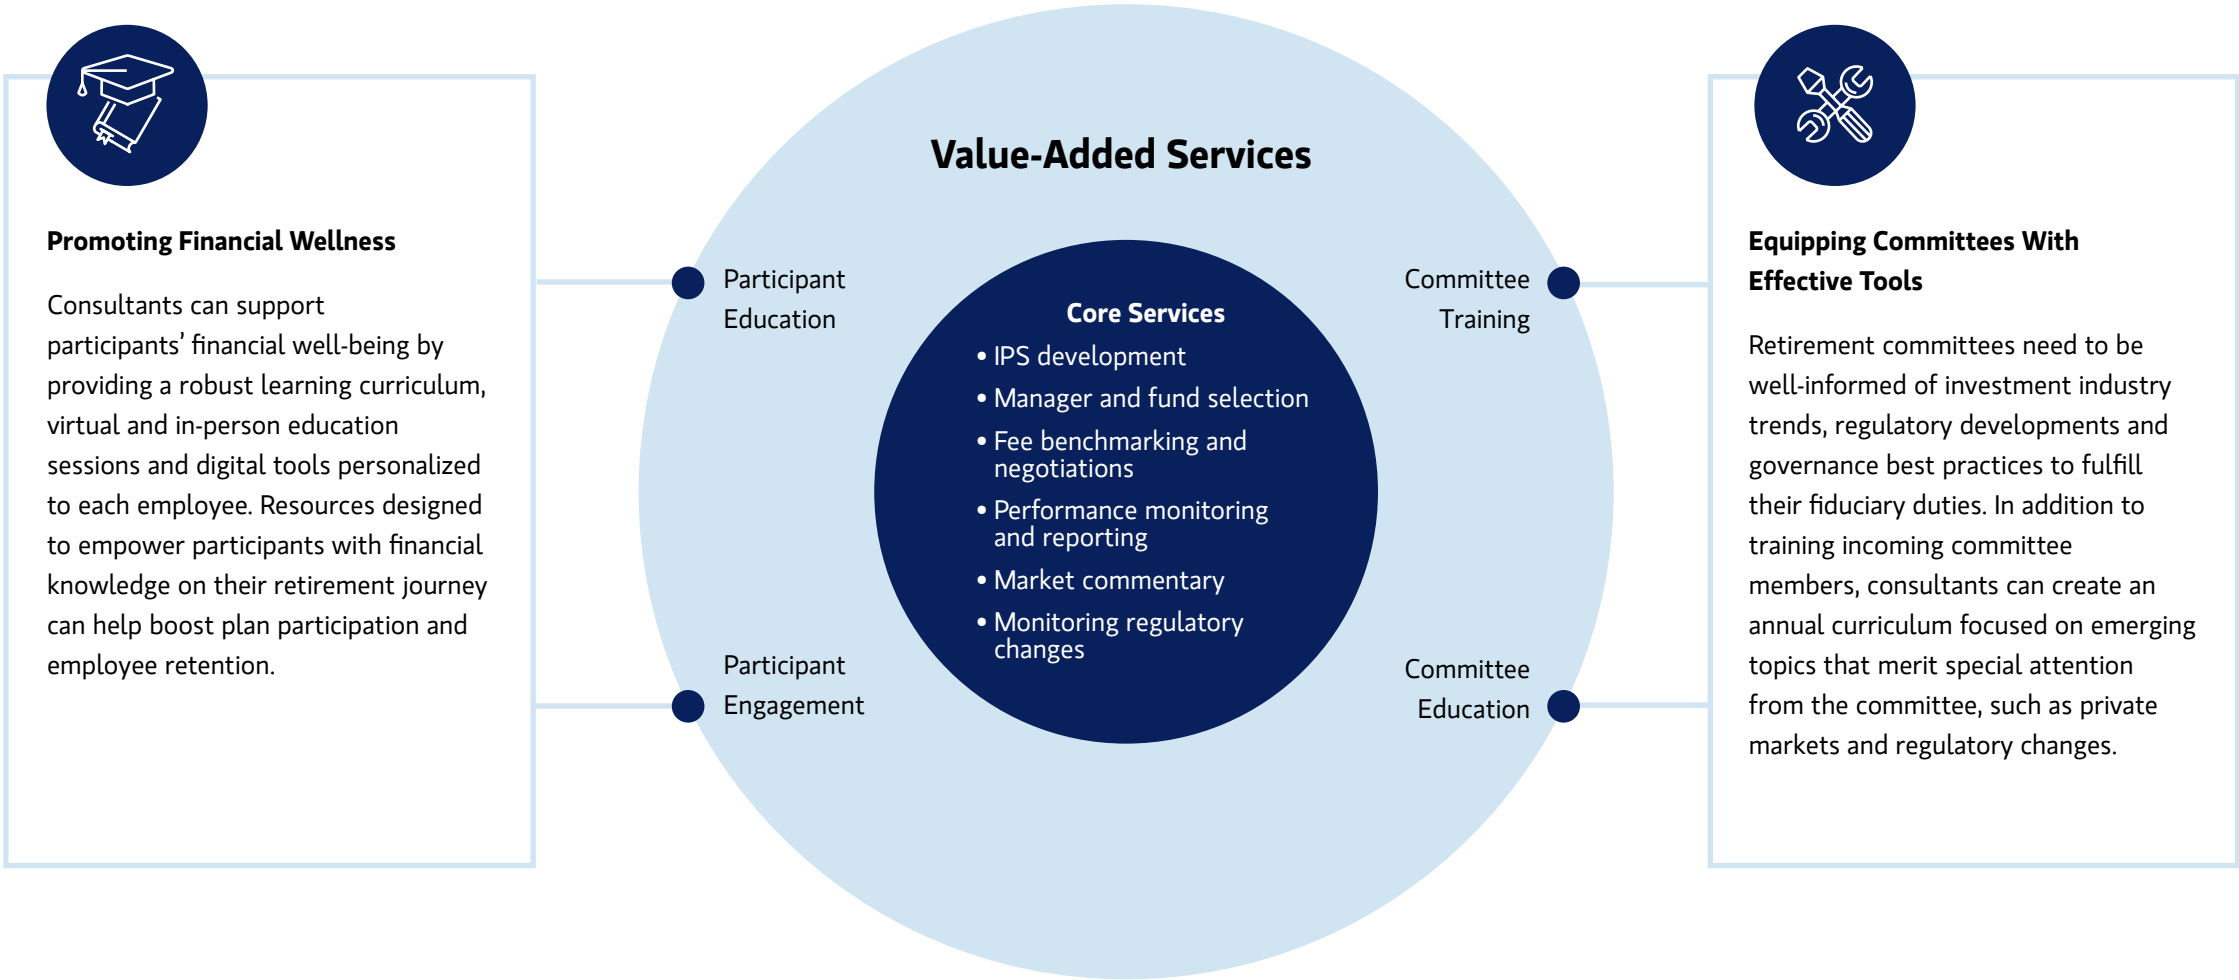 Promoting Financial Wellness
Consultants can support
participants’ financial well-being by
providing a robust learning curriculum,
virtual and in-person education
sessions and digital tools personalized
to each employee. Resources designed
to empower participants with financial
knowledge on their retirement journey
can help boost plan participation and
employee retention.
Value-Added Services
Participant
Education
Participant
Engagement
Core Services
• IPS development
• Manager and fund selection
• Fee benchmarking and
negotiations
• Performance monitoring
and reporting
• Market commentary
• Monitoring regulatory
changes
Committee
Training
Committee
Education
Equipping Committees With
Effective Tools
Retirement committees need to be
well-informed of investment industry
trends, regulatory developments and
governance best practices to fulfill
their fiduciary duties. In addition to
training incoming committee
members, consultants can create an
annual curriculum focused on emerging
topics that merit special attention
from the committee, such as private
markets and regulatory changes.